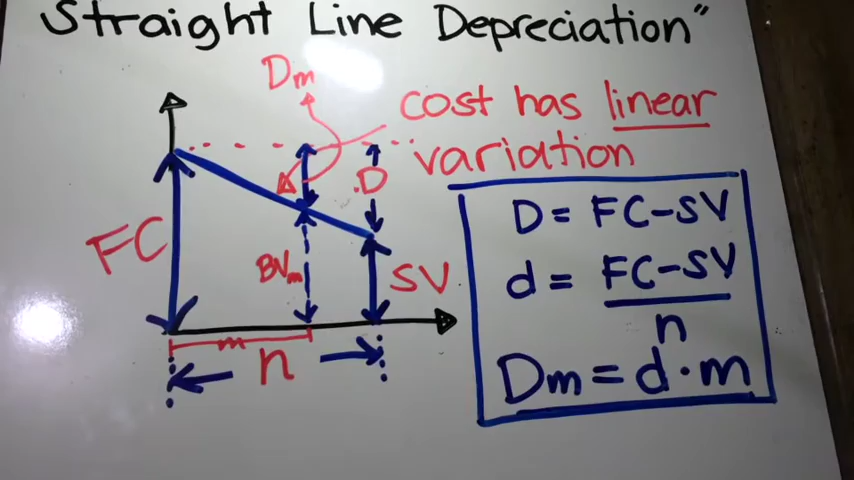 Straight Line Depreciation"
Dm
cost has linear
variation
D
FC
BVm
SV
m
n
D = FC-SV
d = FC-SV
n
Dm = d·m